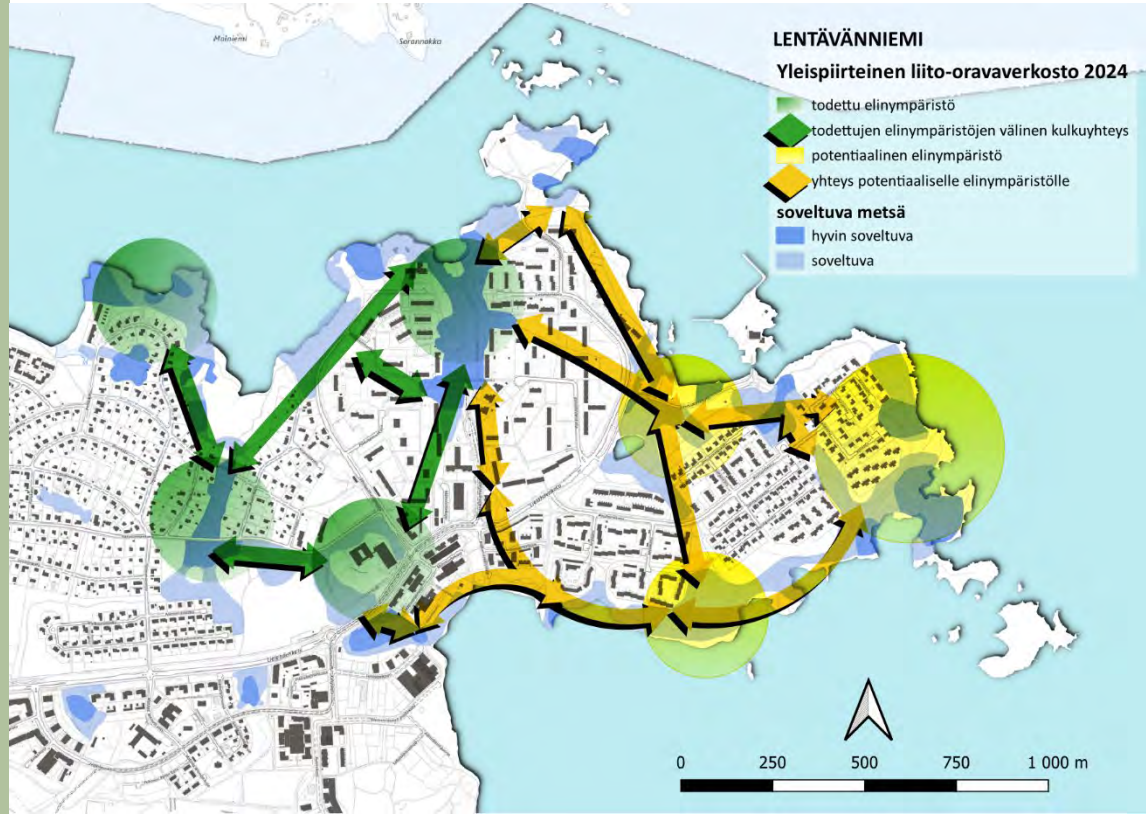 Maloniemi
LENTÄVÄNNIEMI
Yleispiirteinen liito-oravaverkosto 2024
todettu elinympäristö
todettujen elinympäristöjen välinen kulkuyhteys
potentiaalinen elinympäristö
yhteys potentiaaliselle elinympäristölle
soveltuva metsä
hyvin soveltuva
soveltuva
0 250 500 750 1 000 m